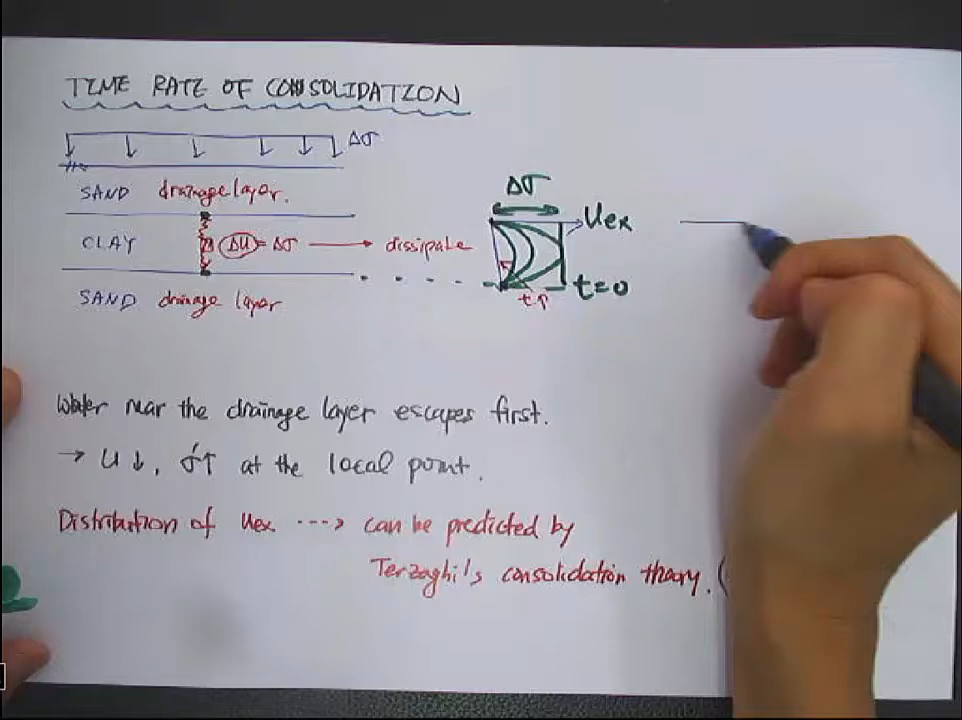 TIME RATE OF CONSOLIDATION
Δσ
SAND drainage layer.
CLAY Δu = Δσ → dissipate
SAND drainage layer
Δσ
Uex
t=0
t↑
Water near the drainage layer escapes first.
→ U↓, σ'↑ at the local point.
Distribution of Uex ---> can be predicted by
Terzaghi's consolidation theory. (